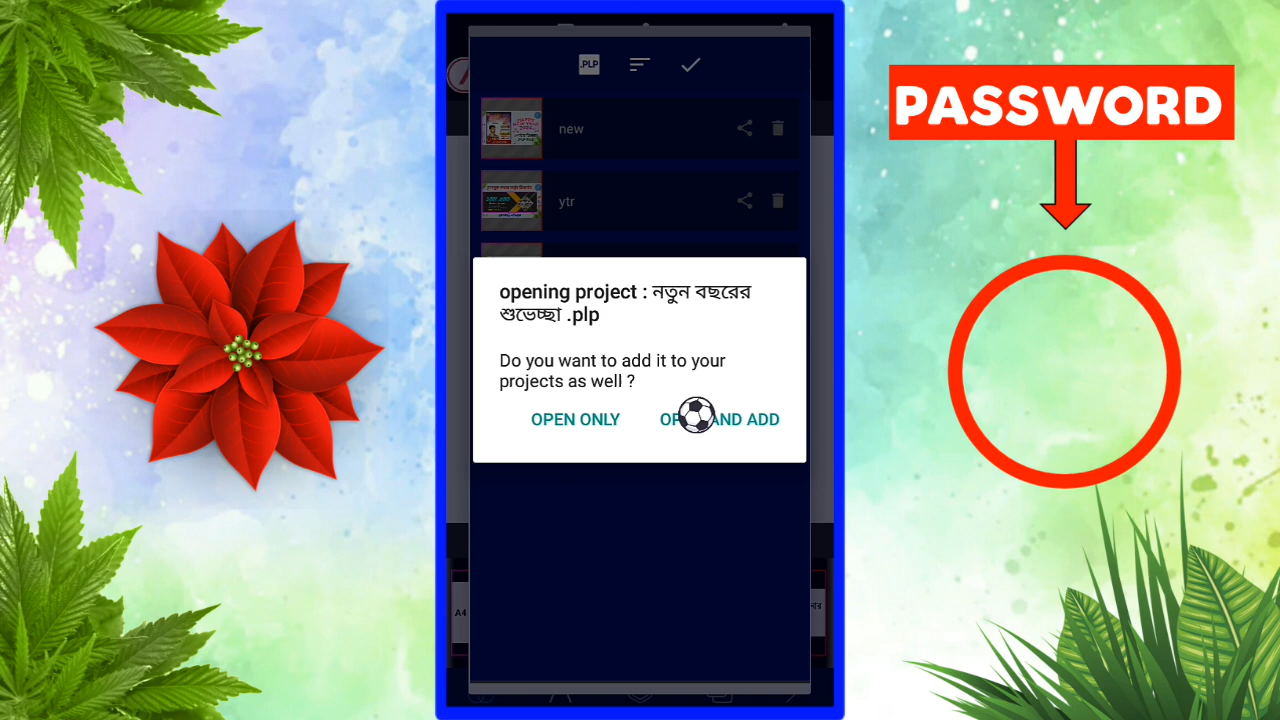 .PLP
PASSWORD
new
ytr
opening project : নতুন বছরের
শুভেচ্ছা .plp
Do you want to add it to your
projects as well ?
OPEN ONLY
AND ADD
A4